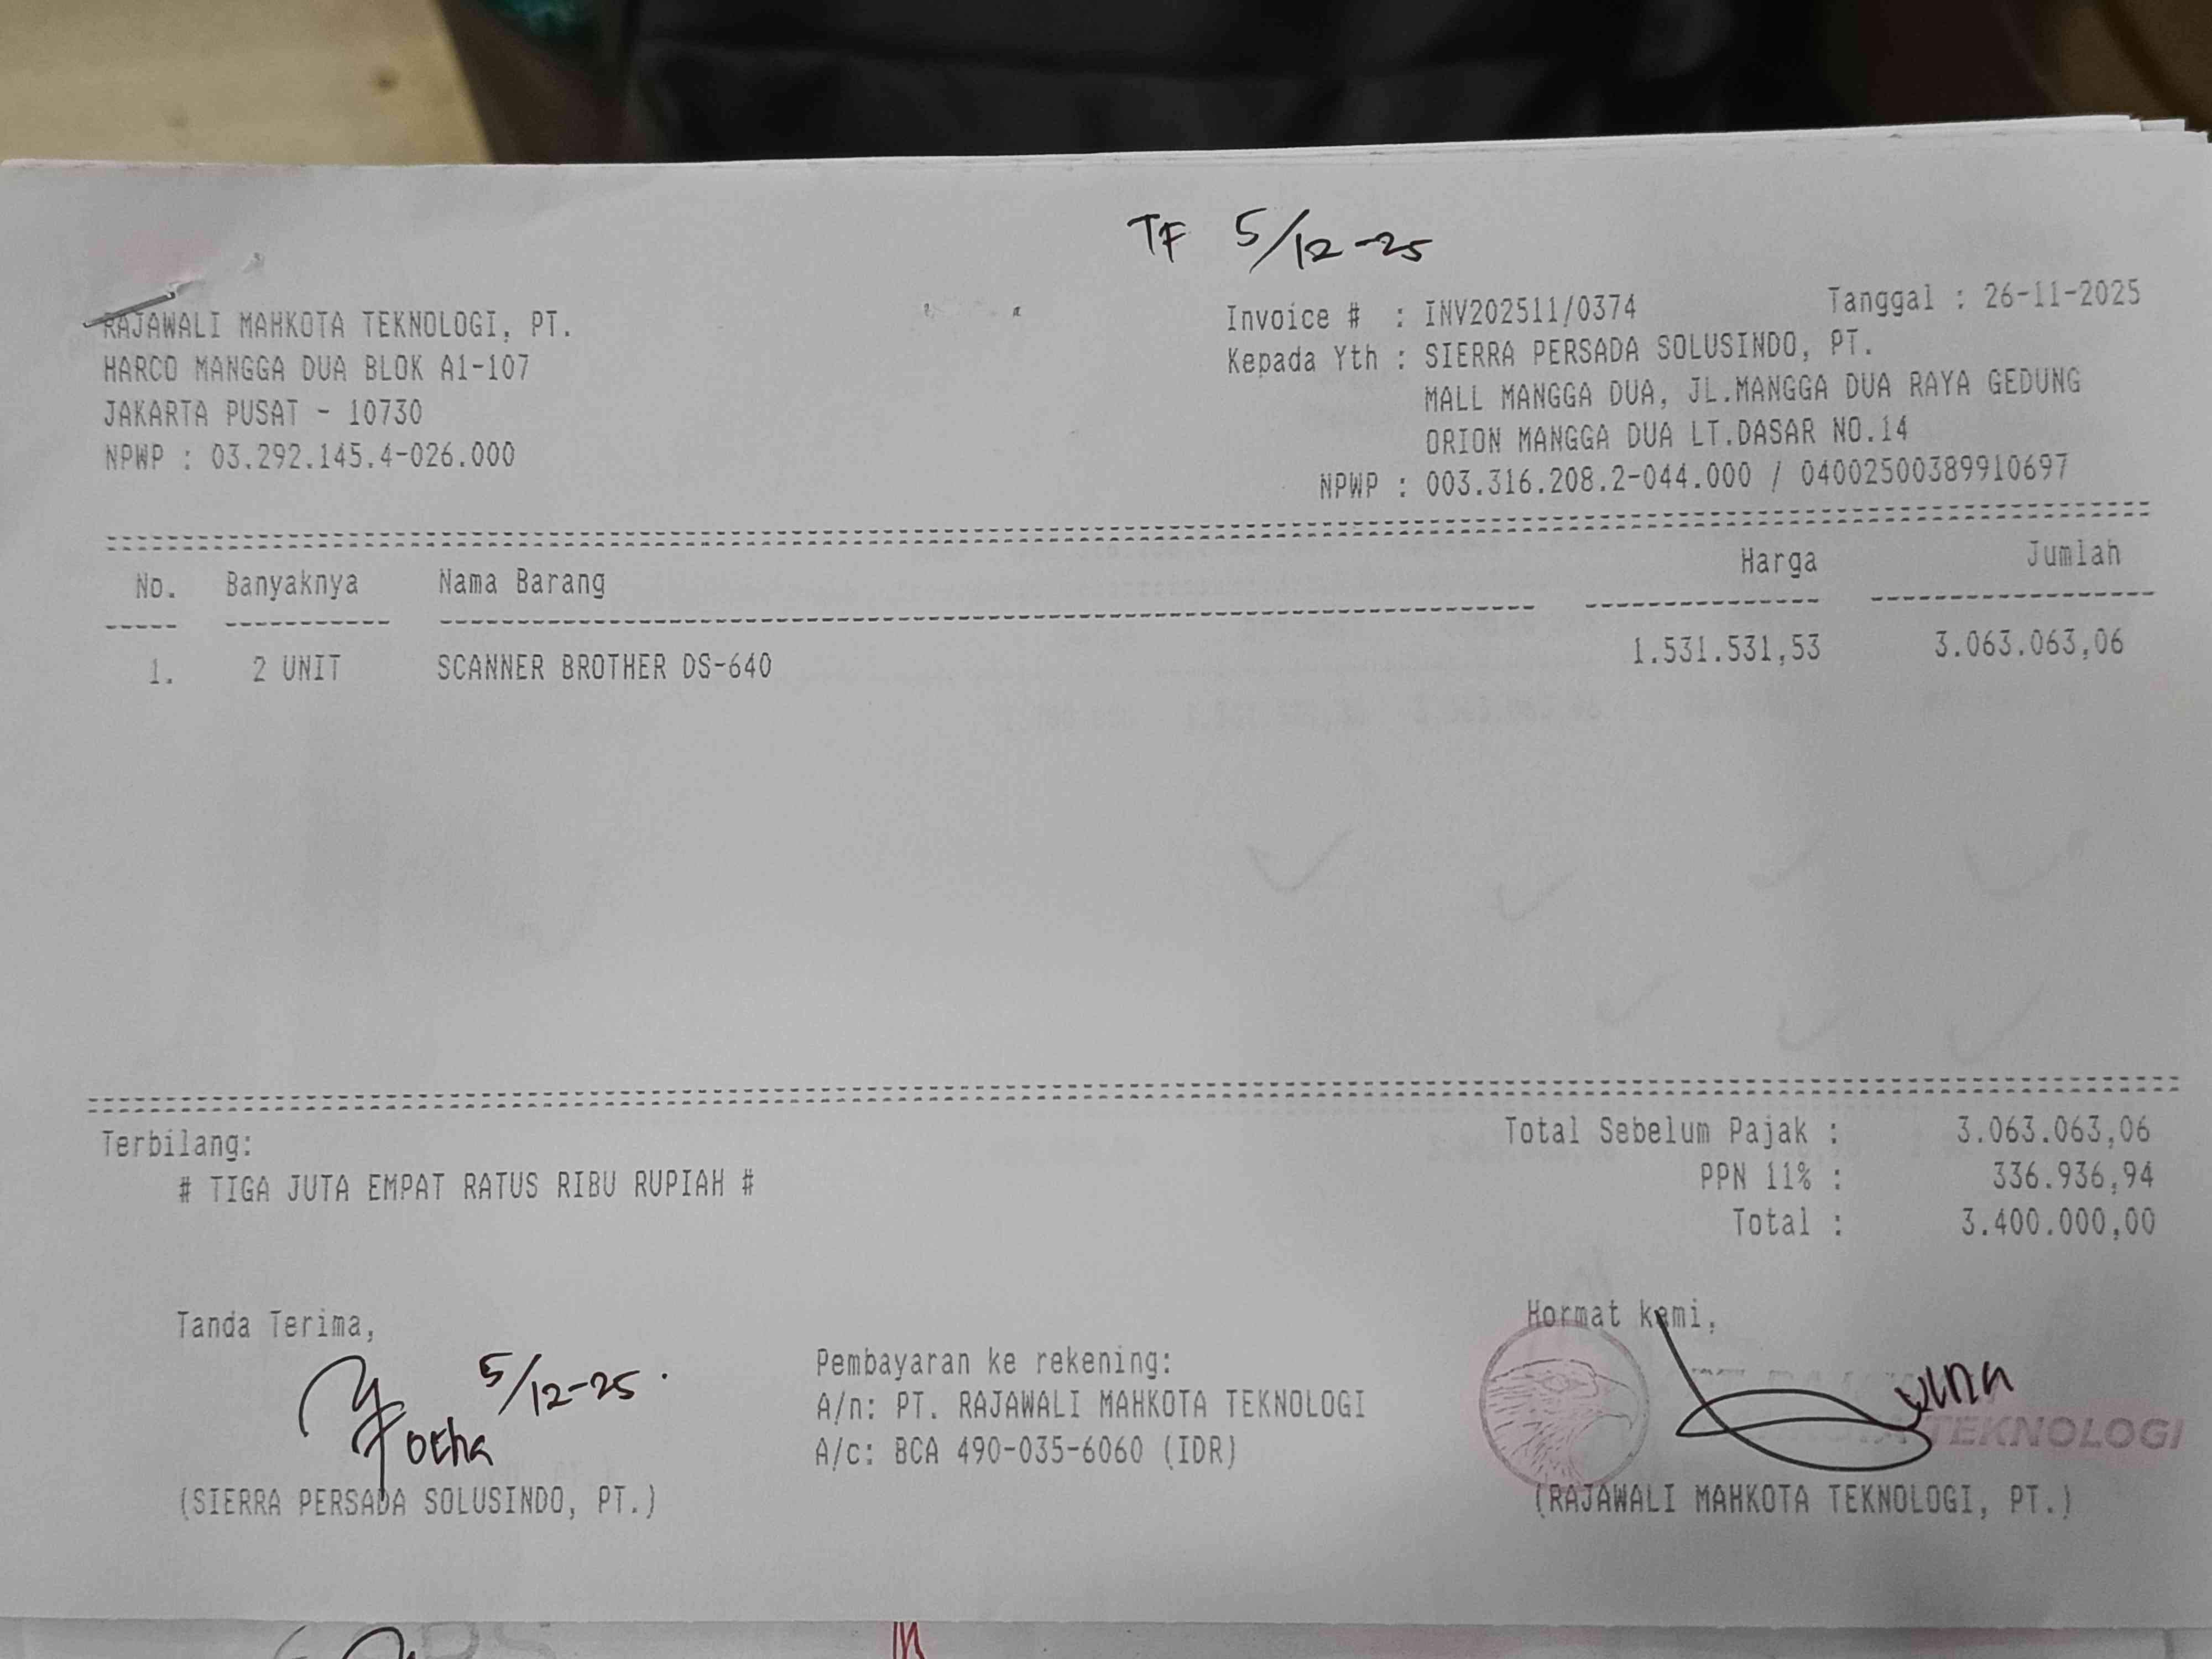 TF 5/12-25
RAJAWALI MAHKOTA TEKNOLOGI, PT.
HARCO MANGGA DUA BLOK A1-107
JAKARTA PUSAT - 10730
NPWP : 03.292.145.4-026.000
Invoice # : INV202511/0374 Tanggal : 26-11-2025
Kepada Yth : SIERRA PERSADA SOLUSINDO, PT.
MALL MANGGA DUA, JL.MANGGA DUA RAYA GEDUNG
ORION MANGGA DUA LT.DASAR NO.14
NPWP : 003.316.208.2-044.000 / 04002500389910697
No. Banyaknya Nama Barang Harga Jumlah
1. 2 UNIT SCANNER BROTHER DS-640 1.531.531,53 3.063.063,06
Terbilang:
# TIGA JUTA EMPAT RATUS RIBU RUPIAH #
Total Sebelum Pajak : 3.063.063,06
PPN 11% : 336.936,94
Total : 3.400.000,00
Tanda Terima,
5/12-25.
(SIERRA PERSADA SOLUSINDO, PT.)
Pembayaran ke rekening:
A/n: PT. RAJAWALI MAHKOTA TEKNOLOGI
A/c: BCA 490-035-6060 (IDR)
Hormat kami,
TEKNOLOGI
(RAJAWALI MAHKOTA TEKNOLOGI, PT.)